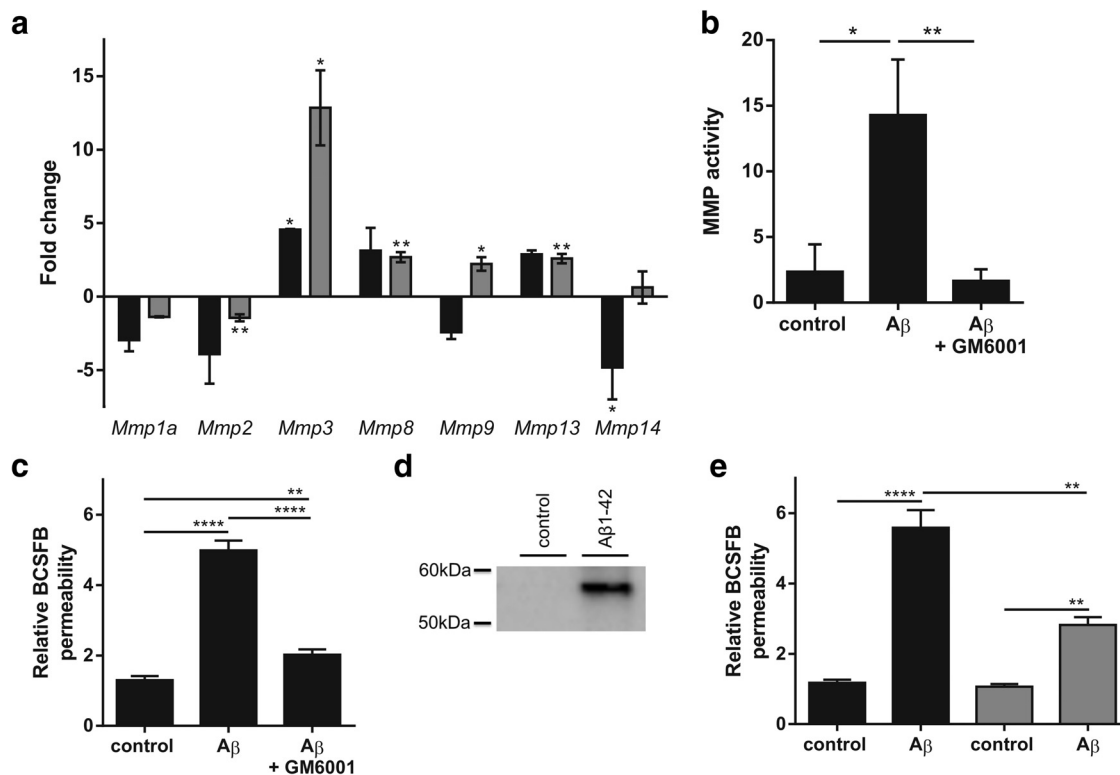 a
Fold change
15
10
5
0
-5
*
*
**
**
*
**
*
Mmp1a Mmp2 Mmp3 Mmp8 Mmp9 Mmp13 Mmp14
b
MMP activity
20
15
10
5
0
* **
control Aβ Aβ
+ GM6001
c
Relative BCSFB
permeability
6
4
2
0
**
****
****
control Aβ Aβ
+ GM6001
d
control
Aβ1-42
60kDa
50kDa
e
Relative BCSFB
permeability
6
4
2
0
**** **
**
control Aβ control Aβ